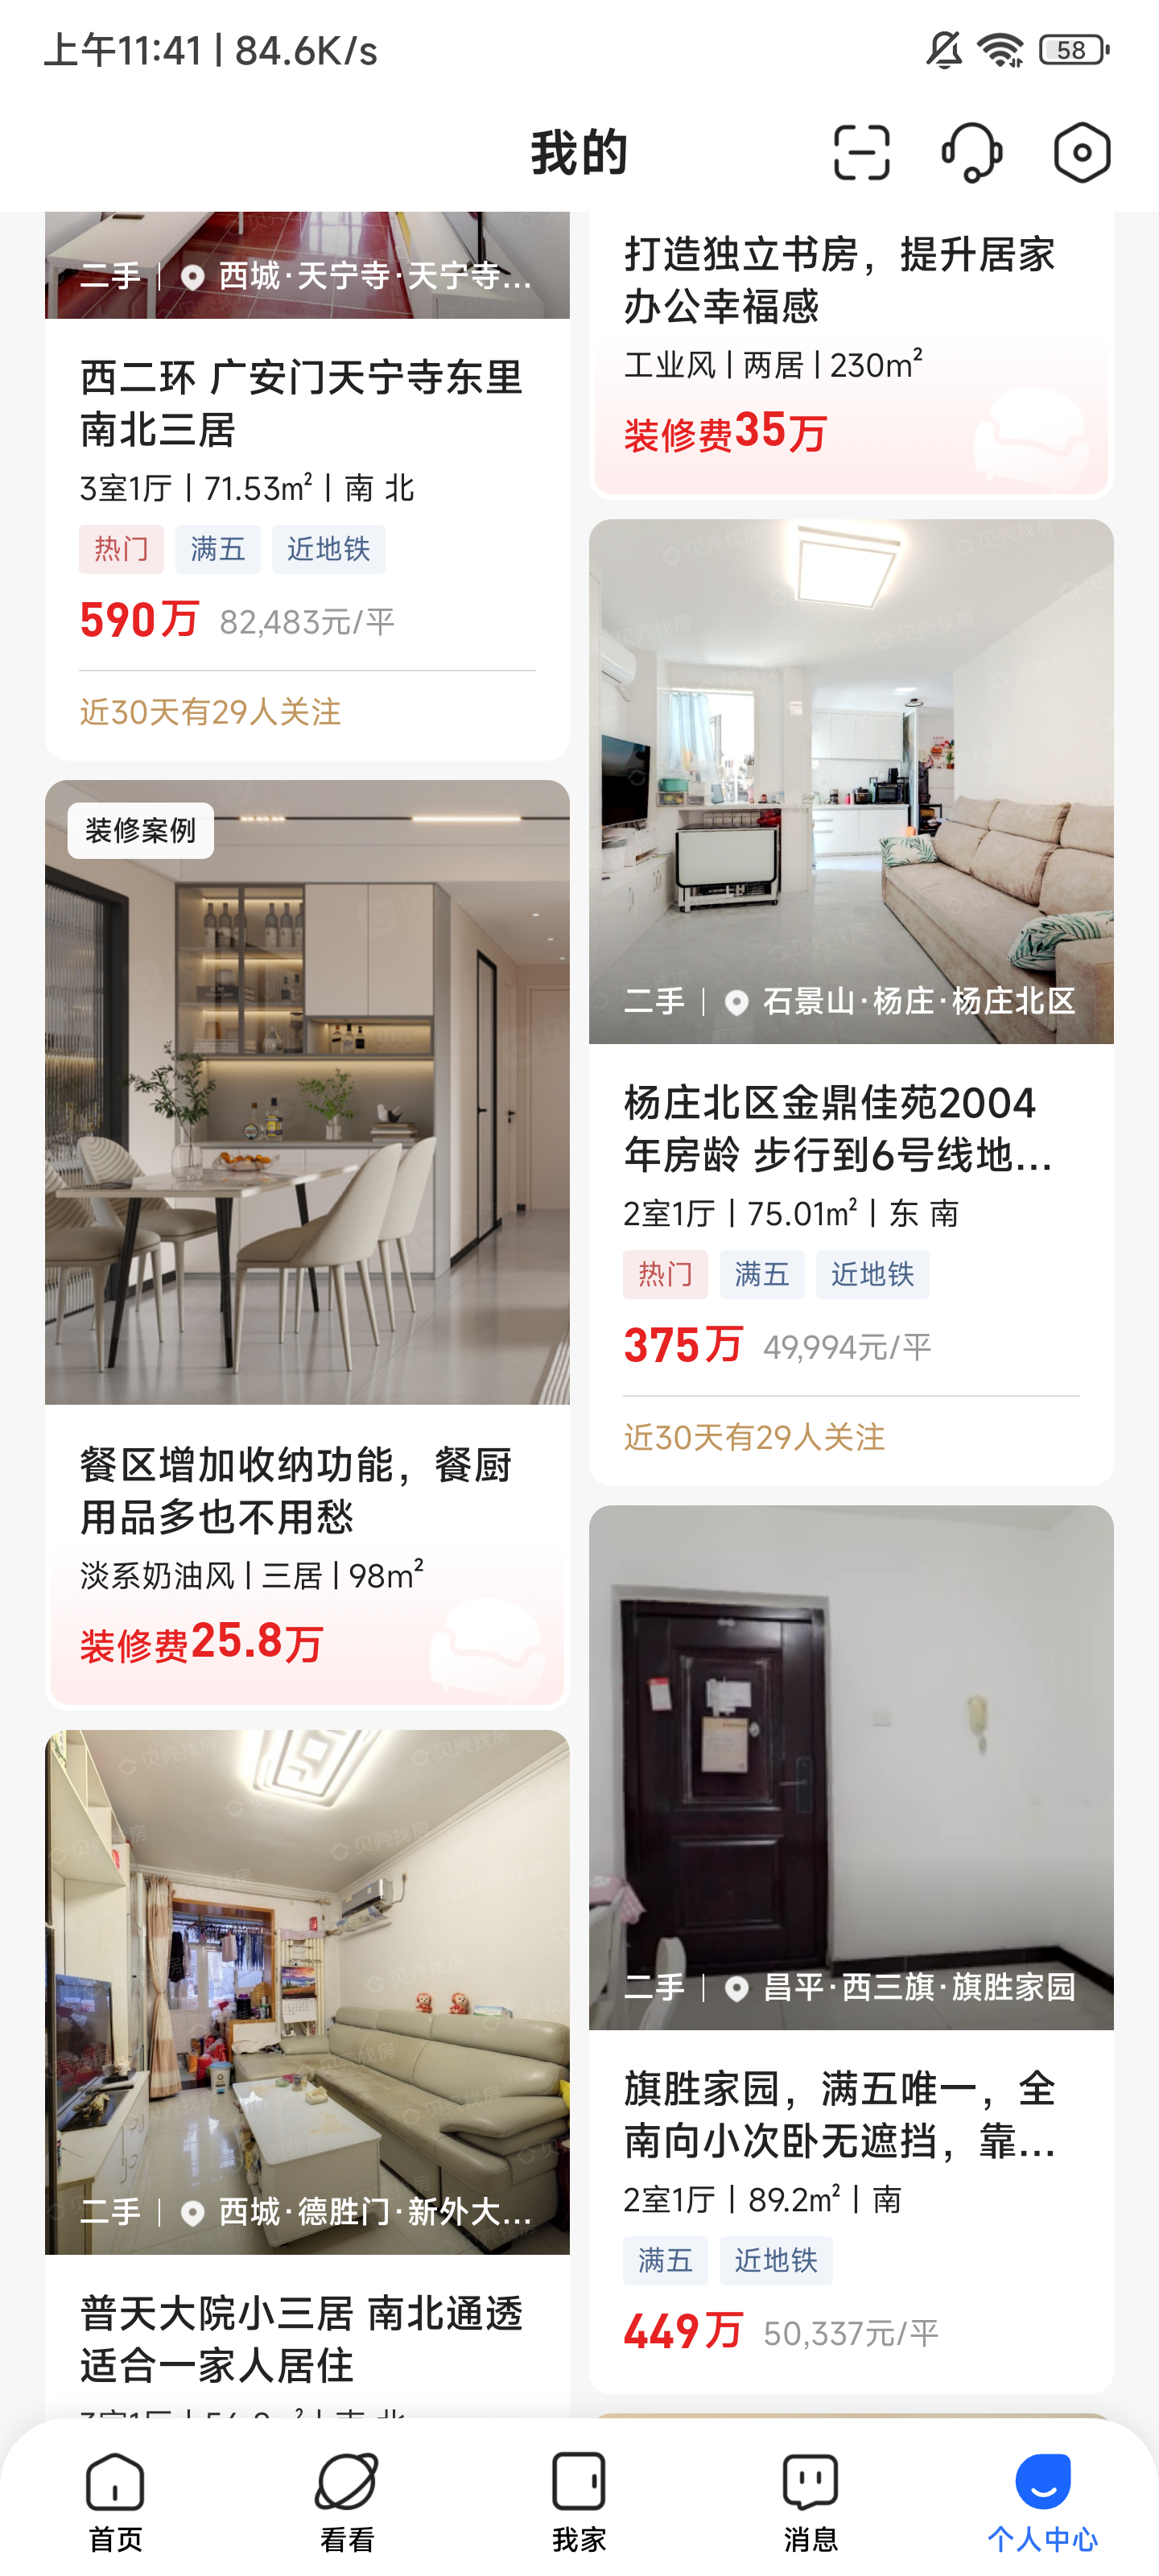 上午11:41 | 84.6K/s
58
我的
二手 | 西城·天宁寺·天宁寺...
西二环 广安门天宁寺东里
南北三居
3室1厅 | 71.53㎡ | 南 北
热门 满五 近地铁
590万 82,483元/平
近30天有29人关注
装修案例
餐区增加收纳功能，餐厨
用品多也不用愁
淡系奶油风 | 三居 | 98m²
装修费25.8万
贝壳找房
二手 | 西城·德胜门·新外大...
普天大院小三居 南北通透
适合一家人居住
打造独立书房，提升居家
办公幸福感
工业风 | 两居 | 230m²
装修费35万
贝壳找房
二手 | 石景山·杨庄·杨庄北区
杨庄北区金鼎佳苑2004
年房龄 步行到6号线地...
2室1厅 | 75.01㎡ | 东 南
热门 满五 近地铁
375万 49,994元/平
近30天有29人关注
二手 | 昌平·西三旗·旗胜家园
旗胜家园，满五唯一，全
南向小次卧无遮挡，靠...
2室1厅 | 89.2㎡ | 南
满五 近地铁
449万 50,337元/平
首页 看看 我家 消息 个人中心